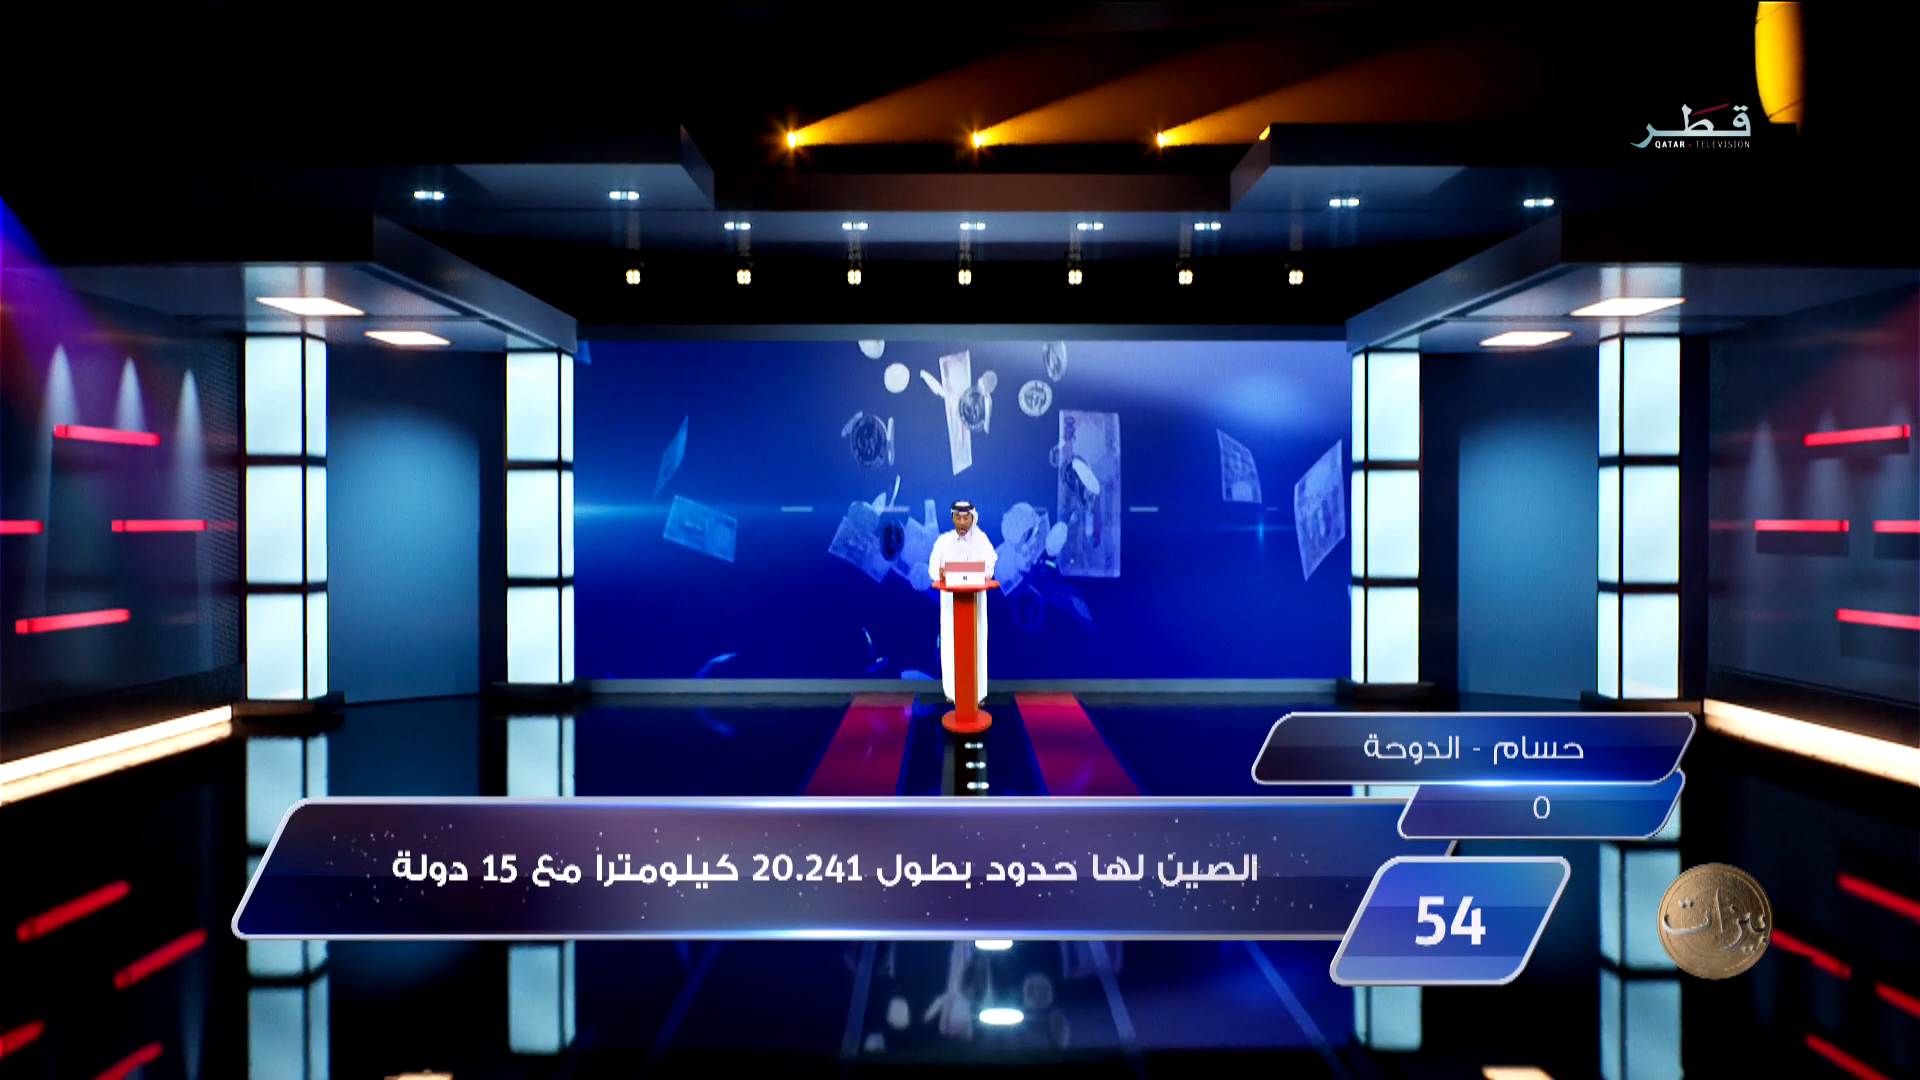 قطر
QATAR TELEVISION
حسام - الدوحة
0
الصين لها حدود بطول 20.241 كيلومترا مع 15 دولة
54
بيزات